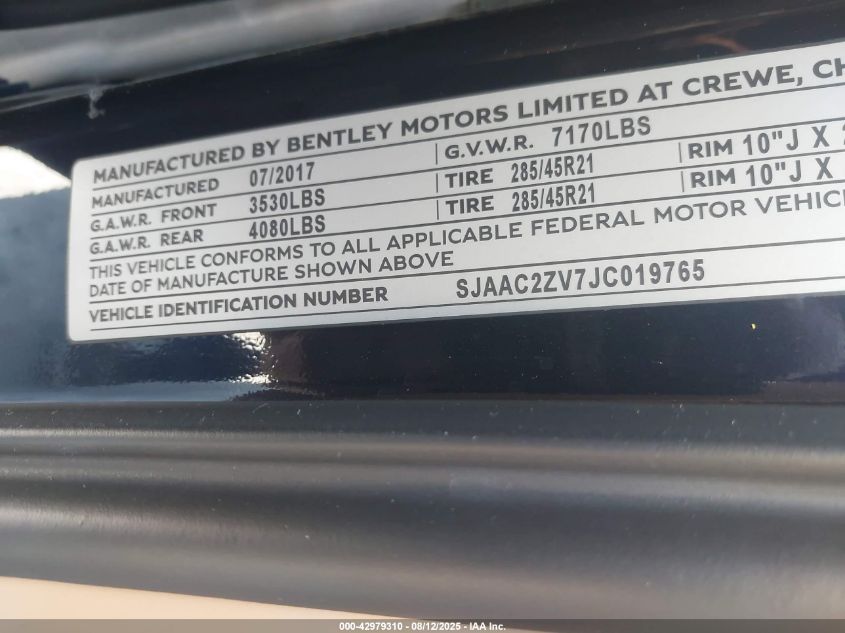 MANUFACTURED BY BENTLEY MOTORS LIMITED AT CREWE, CH
MANUFACTURED 07/2017 G.V.W.R. 7170LBS
G.A.W.R. FRONT 3530LBS TIRE 285/45R21 RIM 10"J X
G.A.W.R. REAR 4080LBS TIRE 285/45R21 RIM 10"J X
THIS VEHICLE CONFORMS TO ALL APPLICABLE FEDERAL MOTOR VEHIC
DATE OF MANUFACTURE SHOWN ABOVE
VEHICLE IDENTIFICATION NUMBER SJAAC2ZV7JC019765
000-42979310 - 08/12/2025 - IAA Inc.